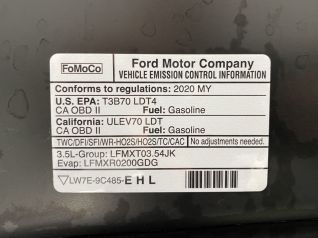 FoMoCo
Ford Motor Company
VEHICLE EMISSION CONTROL INFORMATION
Conforms to regulations: 2020 MY
U.S. EPA: T3B70 LDT4
CA OBD II Fuel: Gasoline
California: ULEV70 LDT
CA OBD II Fuel: Gasoline
TWC/DFI/SFI/WR-HO2S/HO2S/TC/CAC No adjustments needed.
3.5L-Group: LFMXT03.54JK
Evap: LFMXR0200GDG
LW7E-9C485-E H L